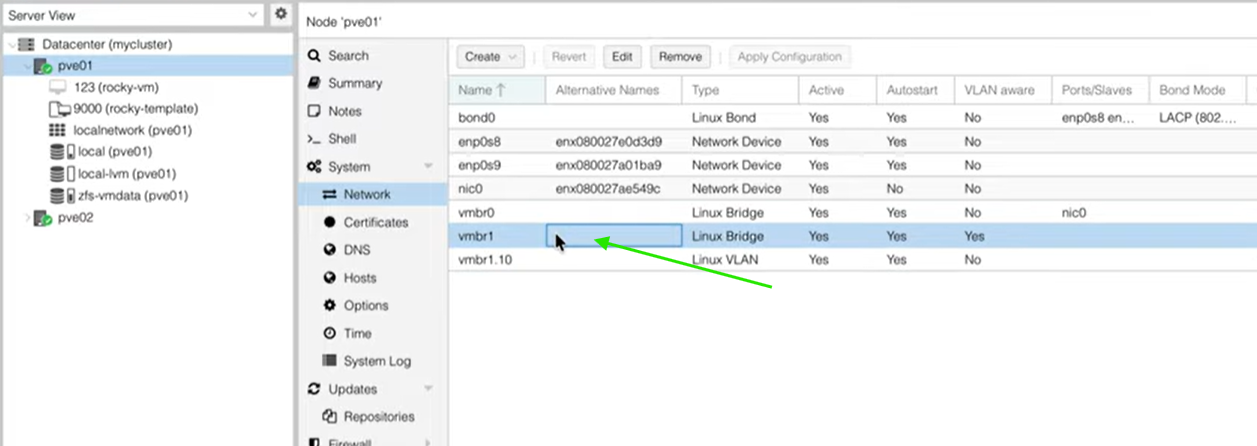 Server View
Datacenter (mycluster)
pve01
123 (rocky-vm)
9000 (rocky-template)
localnetwork (pve01)
local (pve01)
local-lvm (pve01)
zfs-vmdata (pve01)
pve02
Node 'pve01'
Search
Summary
Notes
Shell
System
Network
Certificates
DNS
Hosts
Options
Time
System Log
Updates
Repositories
Firewall
Create Revert Edit Remove Apply Configuration
Name Alternative Names Type Active Autostart VLAN aware Ports/Slaves Bond Mode
bond0 Linux Bond Yes Yes No enp0s8 en... LACP (802....
enp0s8 enx080027e0d3d9 Network Device Yes Yes No
enp0s9 enx080027a01ba9 Network Device Yes Yes No
nic0 enx080027ae549c Network Device Yes No No
vmbr0 Linux Bridge Yes Yes No nic0
vmbr1 Linux Bridge Yes Yes Yes
vmbr1.10 Linux VLAN Yes Yes No